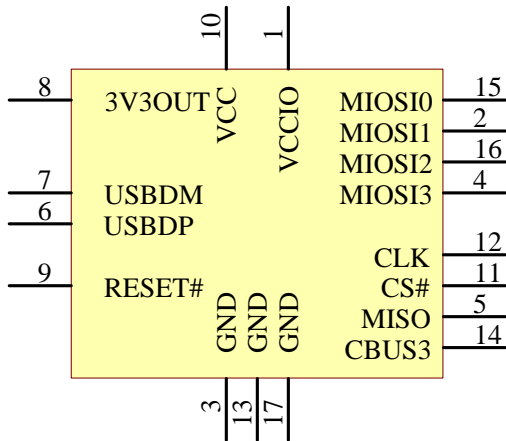 10 1
8 3V3OUT VCC VCCIO MIOSI0 15
MIOSI1 2
MIOSI2 16
7 USBDM MIOSI3 4
6 USBDP
CLK 12
9 RESET# CS# 11
GND GND GND MISO 5
CBUS3 14
3 13 17